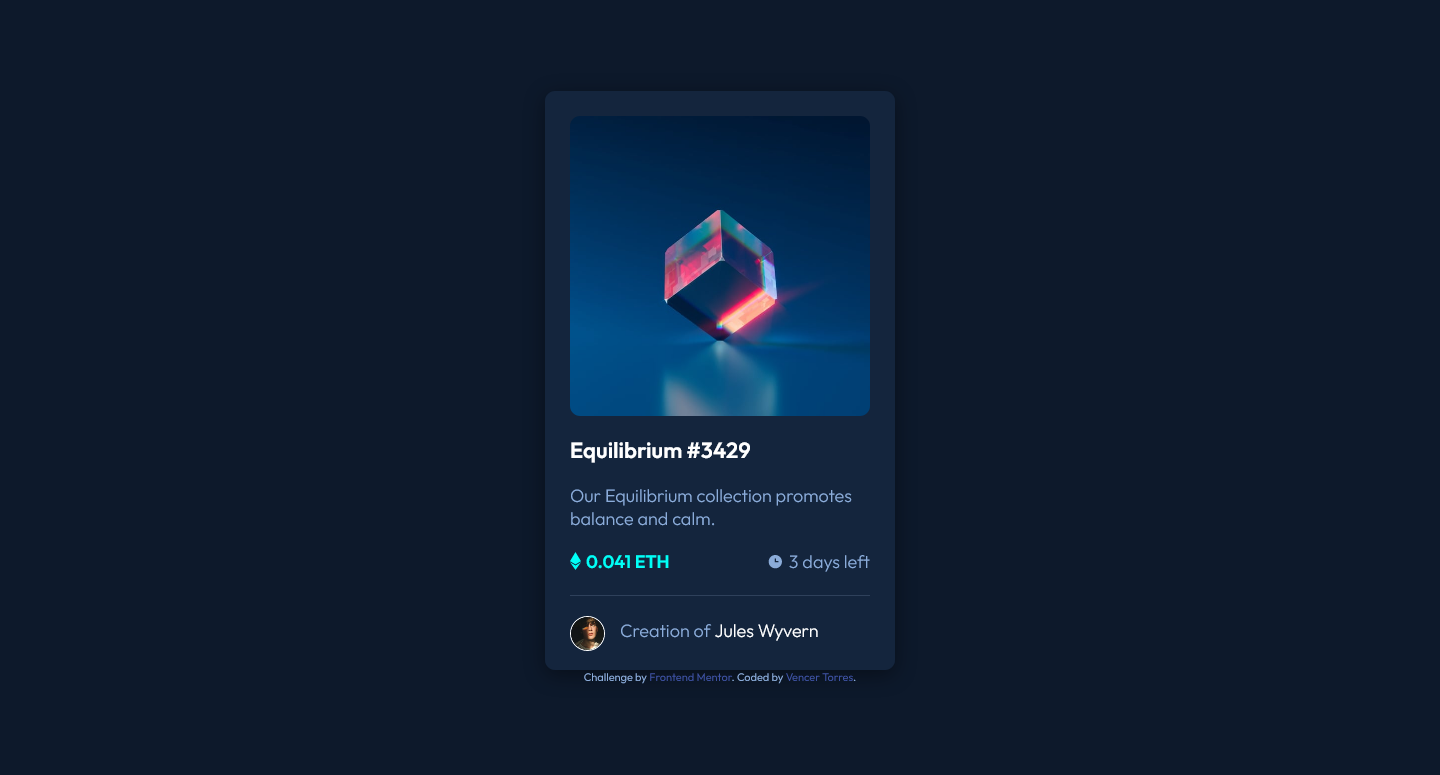 Equilibrium #3429
Our Equilibrium collection promotes
balance and calm.
0.041 ETH
3 days left
Creation of Jules Wyvern
Challenge by Frontend Mentor. Coded by Vencer Torres.